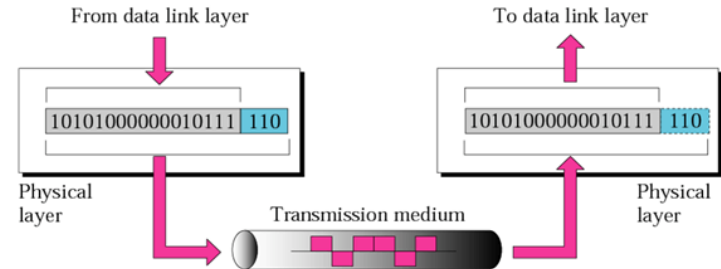 From data link layer
To data link layer
10101000000010111 110
10101000000010111 110
Physical
layer
Transmission medium
Physical
layer